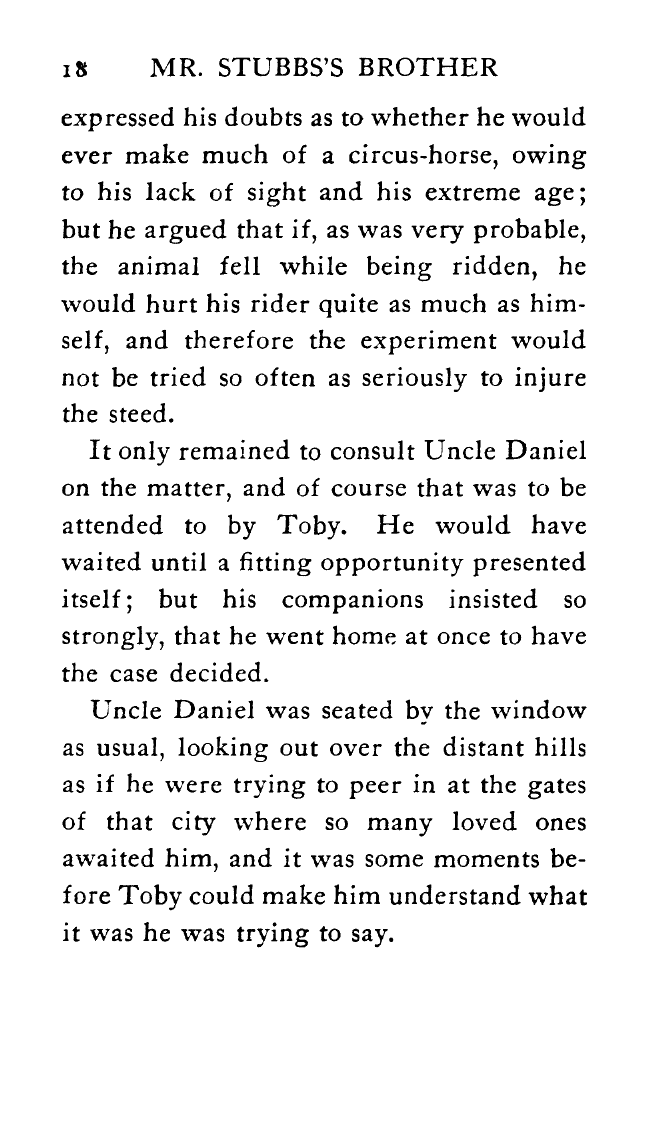 18 MR. STUBBS'S BROTHER
expressed his doubts as to whether he would
ever make much of a circus-horse, owing
to his lack of sight and his extreme age;
but he argued that if, as was very probable,
the animal fell while being ridden, he
would hurt his rider quite as much as him-
self, and therefore the experiment would
not be tried so often as seriously to injure
the steed.
It only remained to consult Uncle Daniel
on the matter, and of course that was to be
attended to by Toby. He would have
waited until a fitting opportunity presented
itself; but his companions insisted so
strongly, that he went home at once to have
the case decided.
Uncle Daniel was seated by the window
as usual, looking out over the distant hills
as if he were trying to peer in at the gates
of that city where so many loved ones
awaited him, and it was some moments be-
fore Toby could make him understand what
it was he was trying to say.